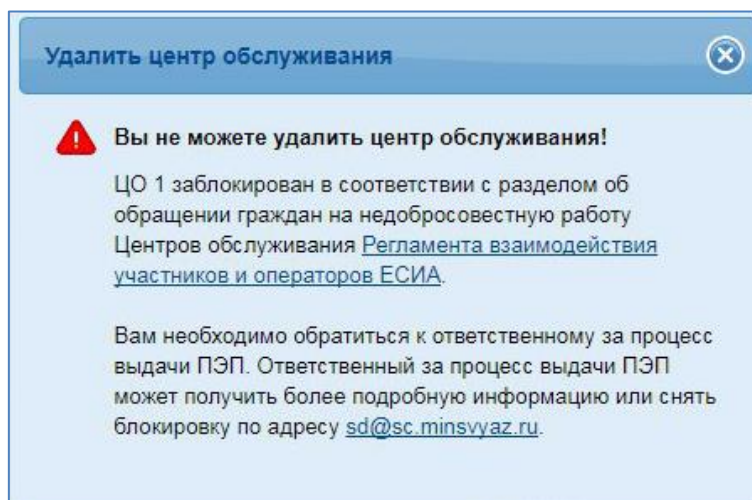 Удалить центр обслуживания
Вы не можете удалить центр обслуживания!
ЦО 1 заблокирован в соответствии с разделом об
обращении граждан на недобросовестную работу
Центров обслуживания Регламента взаимодействия
участников и операторов ЕСИА.
Вам необходимо обратиться к ответственному за процесс
выдачи ПЭП. Ответственный за процесс выдачи ПЭП
может получить более подробную информацию или снять
блокировку по адресу sd@sc.minsvyaz.ru.